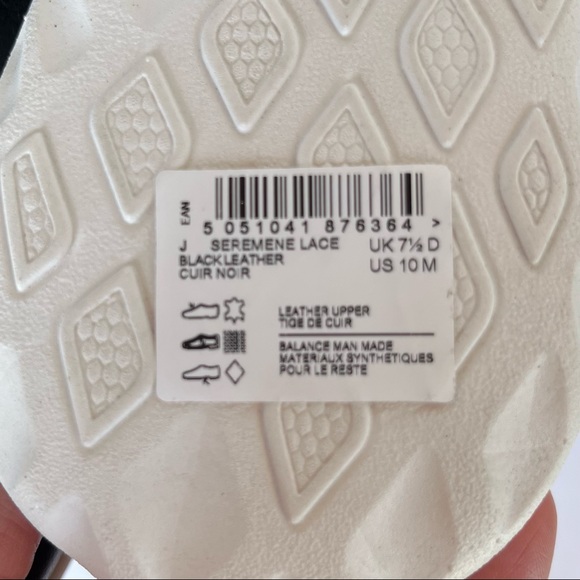 EAN
5 051041 876364 >
J SEREMENE LACE UK 7½ D
BLACK LEATHER US 10 M
CUIR NOIR
LEATHER UPPER
TIGE DE CUIR
BALANCE MAN MADE
MATERIAUX SYNTHETIQUES
POUR LE RESTE